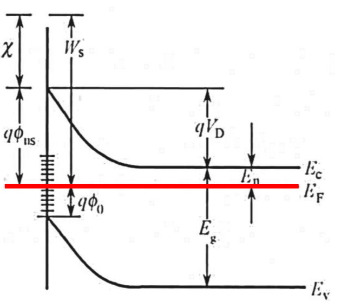 χ
W_s
qϕ_ns
qV_D
E_c
E_n
E_F
qϕ_0
E_g
E_v